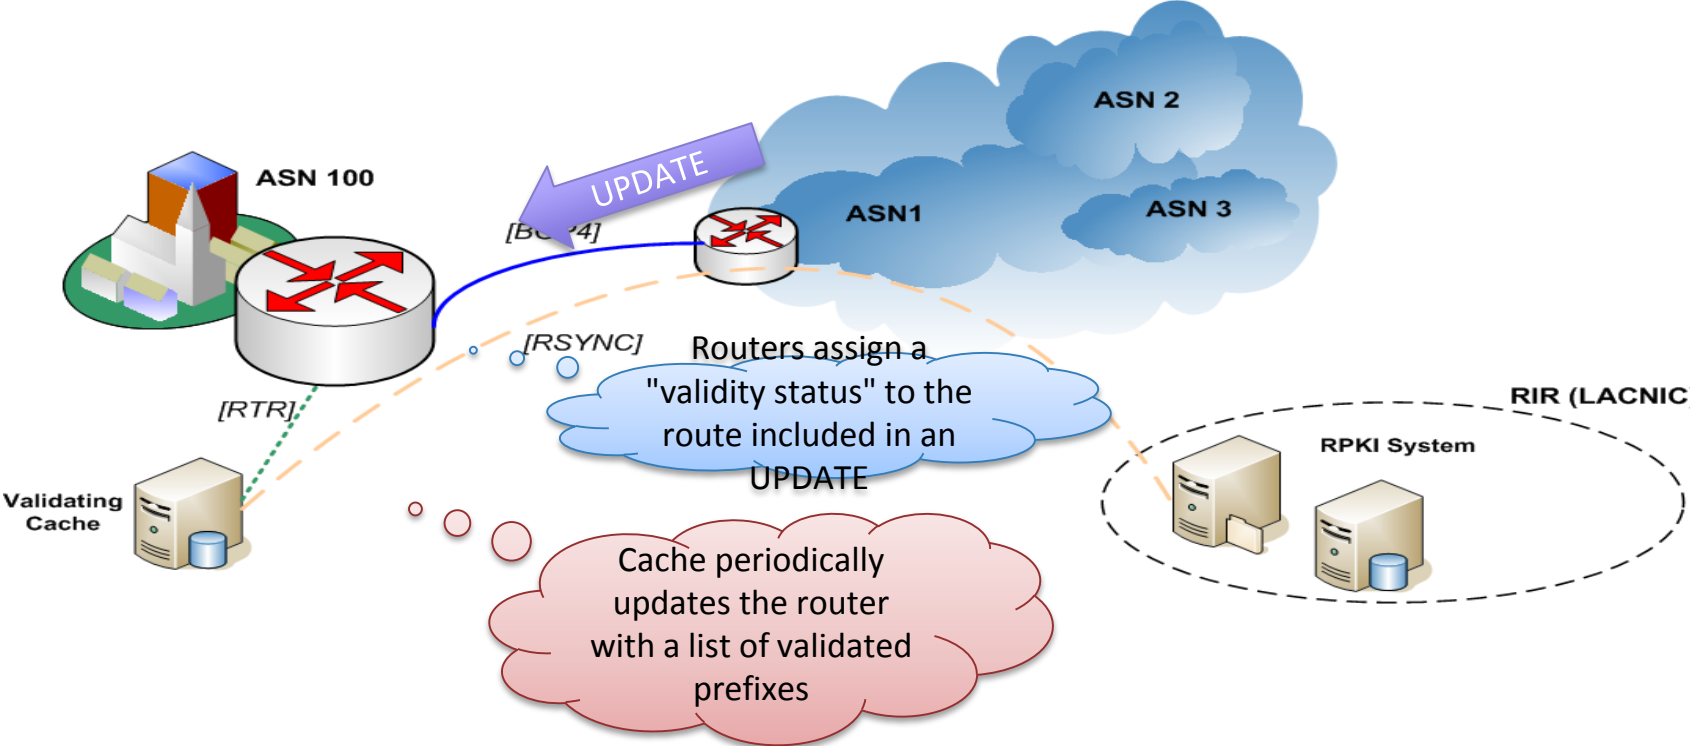 ASN 2
UPDATE
ASN 100
ASN1
ASN 3
[BGP4]
[RSYNC]
Routers assign a
"validity status" to the
route included in an
UPDATE
[RTR]
RIR (LACNIC)
RPKI System
Validating
Cache
Cache periodically
updates the router
with a list of validated
prefixes